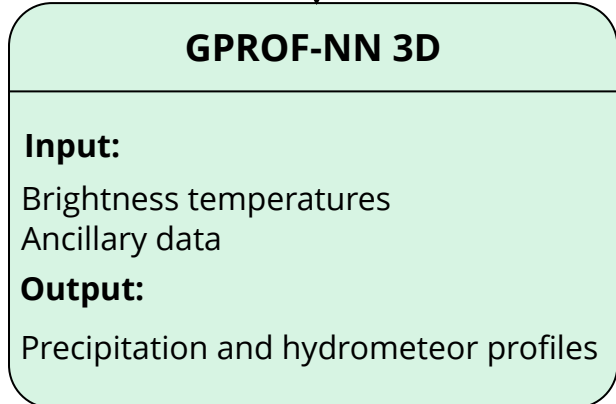 GPROF-NN 3D
Input:
Brightness temperatures
Ancillary data
Output:
Precipitation and hydrometeor profiles